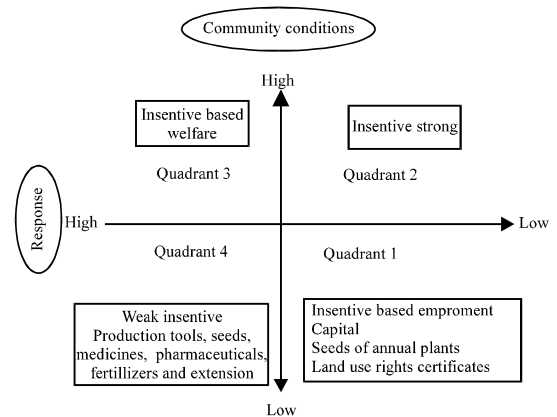 Community conditions
High
Insentive based
welfare
Insentive strong
Quadrant 3
Quadrant 2
Response
High
Low
Quadrant 4
Quadrant 1
Weak insentive
Production tools, seeds,
medicines, pharmaceuticals,
fertillizers and extension
Insentive based emproment
Capital
Seeds of annual plants
Land use rights certificates
Low